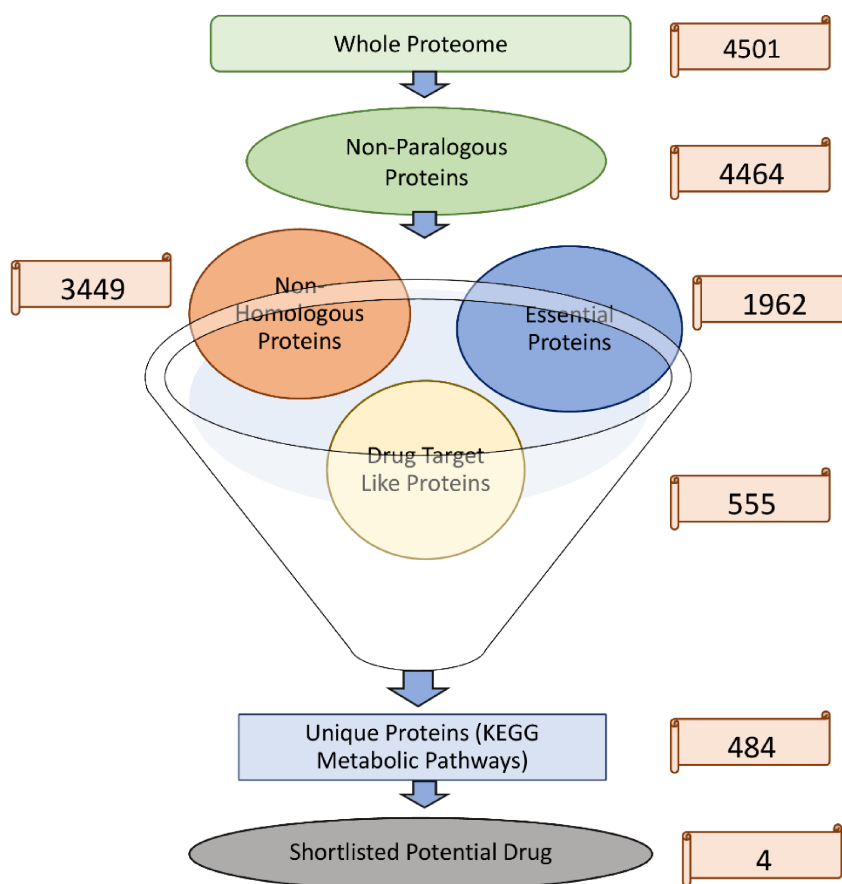 Whole Proteome
4501
Non-Paralogous
Proteins
4464
3449
Non-
Homologous
Proteins
Essential
Proteins
1962
Drug Target
Like Proteins
555
Unique Proteins (KEGG
Metabolic Pathways)
484
Shortlisted Potential Drug
4